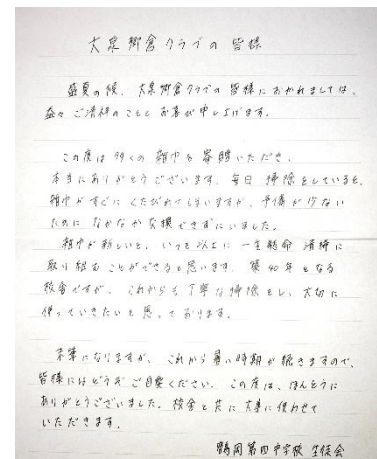 大泉郷倉クラブの皆様
盛夏の候、大泉郷倉クラブの皆様におかれましては、
益々ご清祥のこととお喜び申し上げます。
この度は多くの雑巾を寄贈いただき、
本当にありがとうございます。毎日掃除をしていると、
雑巾がすぐにくたびれてしまいますが、予備が少ない
ためになかなか交換できずにいました。
雑巾が新しいと、いつも以上に一生懸命清掃に
取り組むことができると思います。築40年となる
校舎ですが、これからも丁寧な掃除をし、大切に
使っていきたいと思っております。
末筆になりますが、これから暑い時期が続きますので、
皆様にはどうぞご自愛ください。この度は、ほんとうに
ありがとうございました。校舎と共に大事に使わせて
いただきます。
鶴岡第四中学校 生徒会